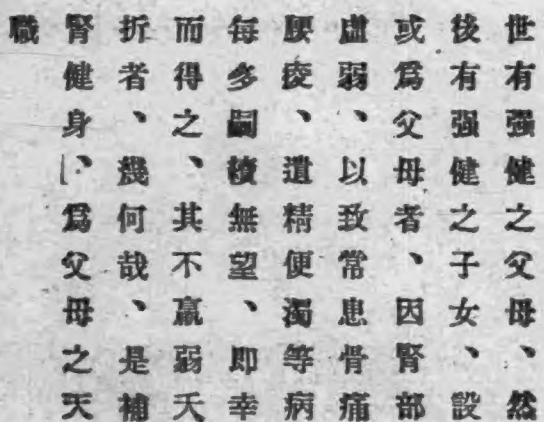 世有强健之父母、然
後有强健之子女、設
或爲父母者、因腎部
虛弱、以致常患骨痛
腰痠、遺精便濁等病
每多嗣續無望、卽幸
而得之、其不羸弱夭
折者、幾何哉、是補
腎健身、爲父母之天
職